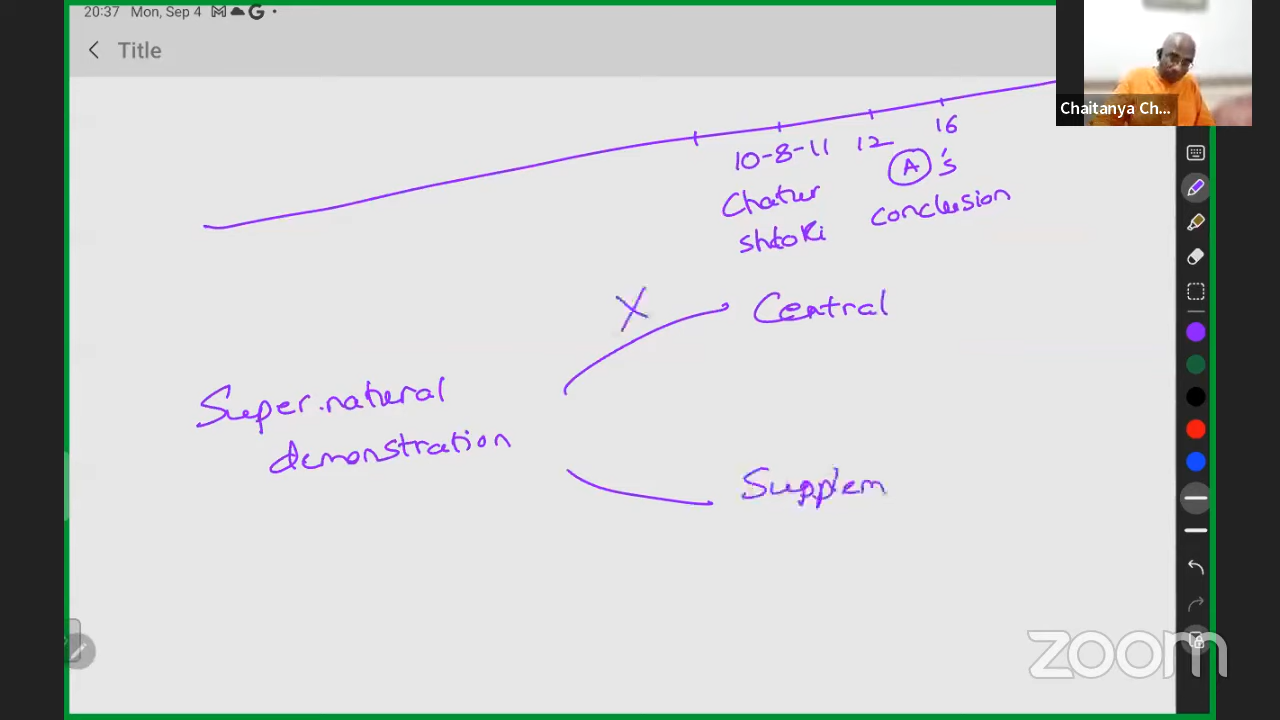 20:37 Mon, Sep 4
Title
Chaitanya Ch...
16
10-8-11 12
A 's
Chatur
conclusion
shloki
X
Central
Super.natural
demonstration
Supplem
zoom